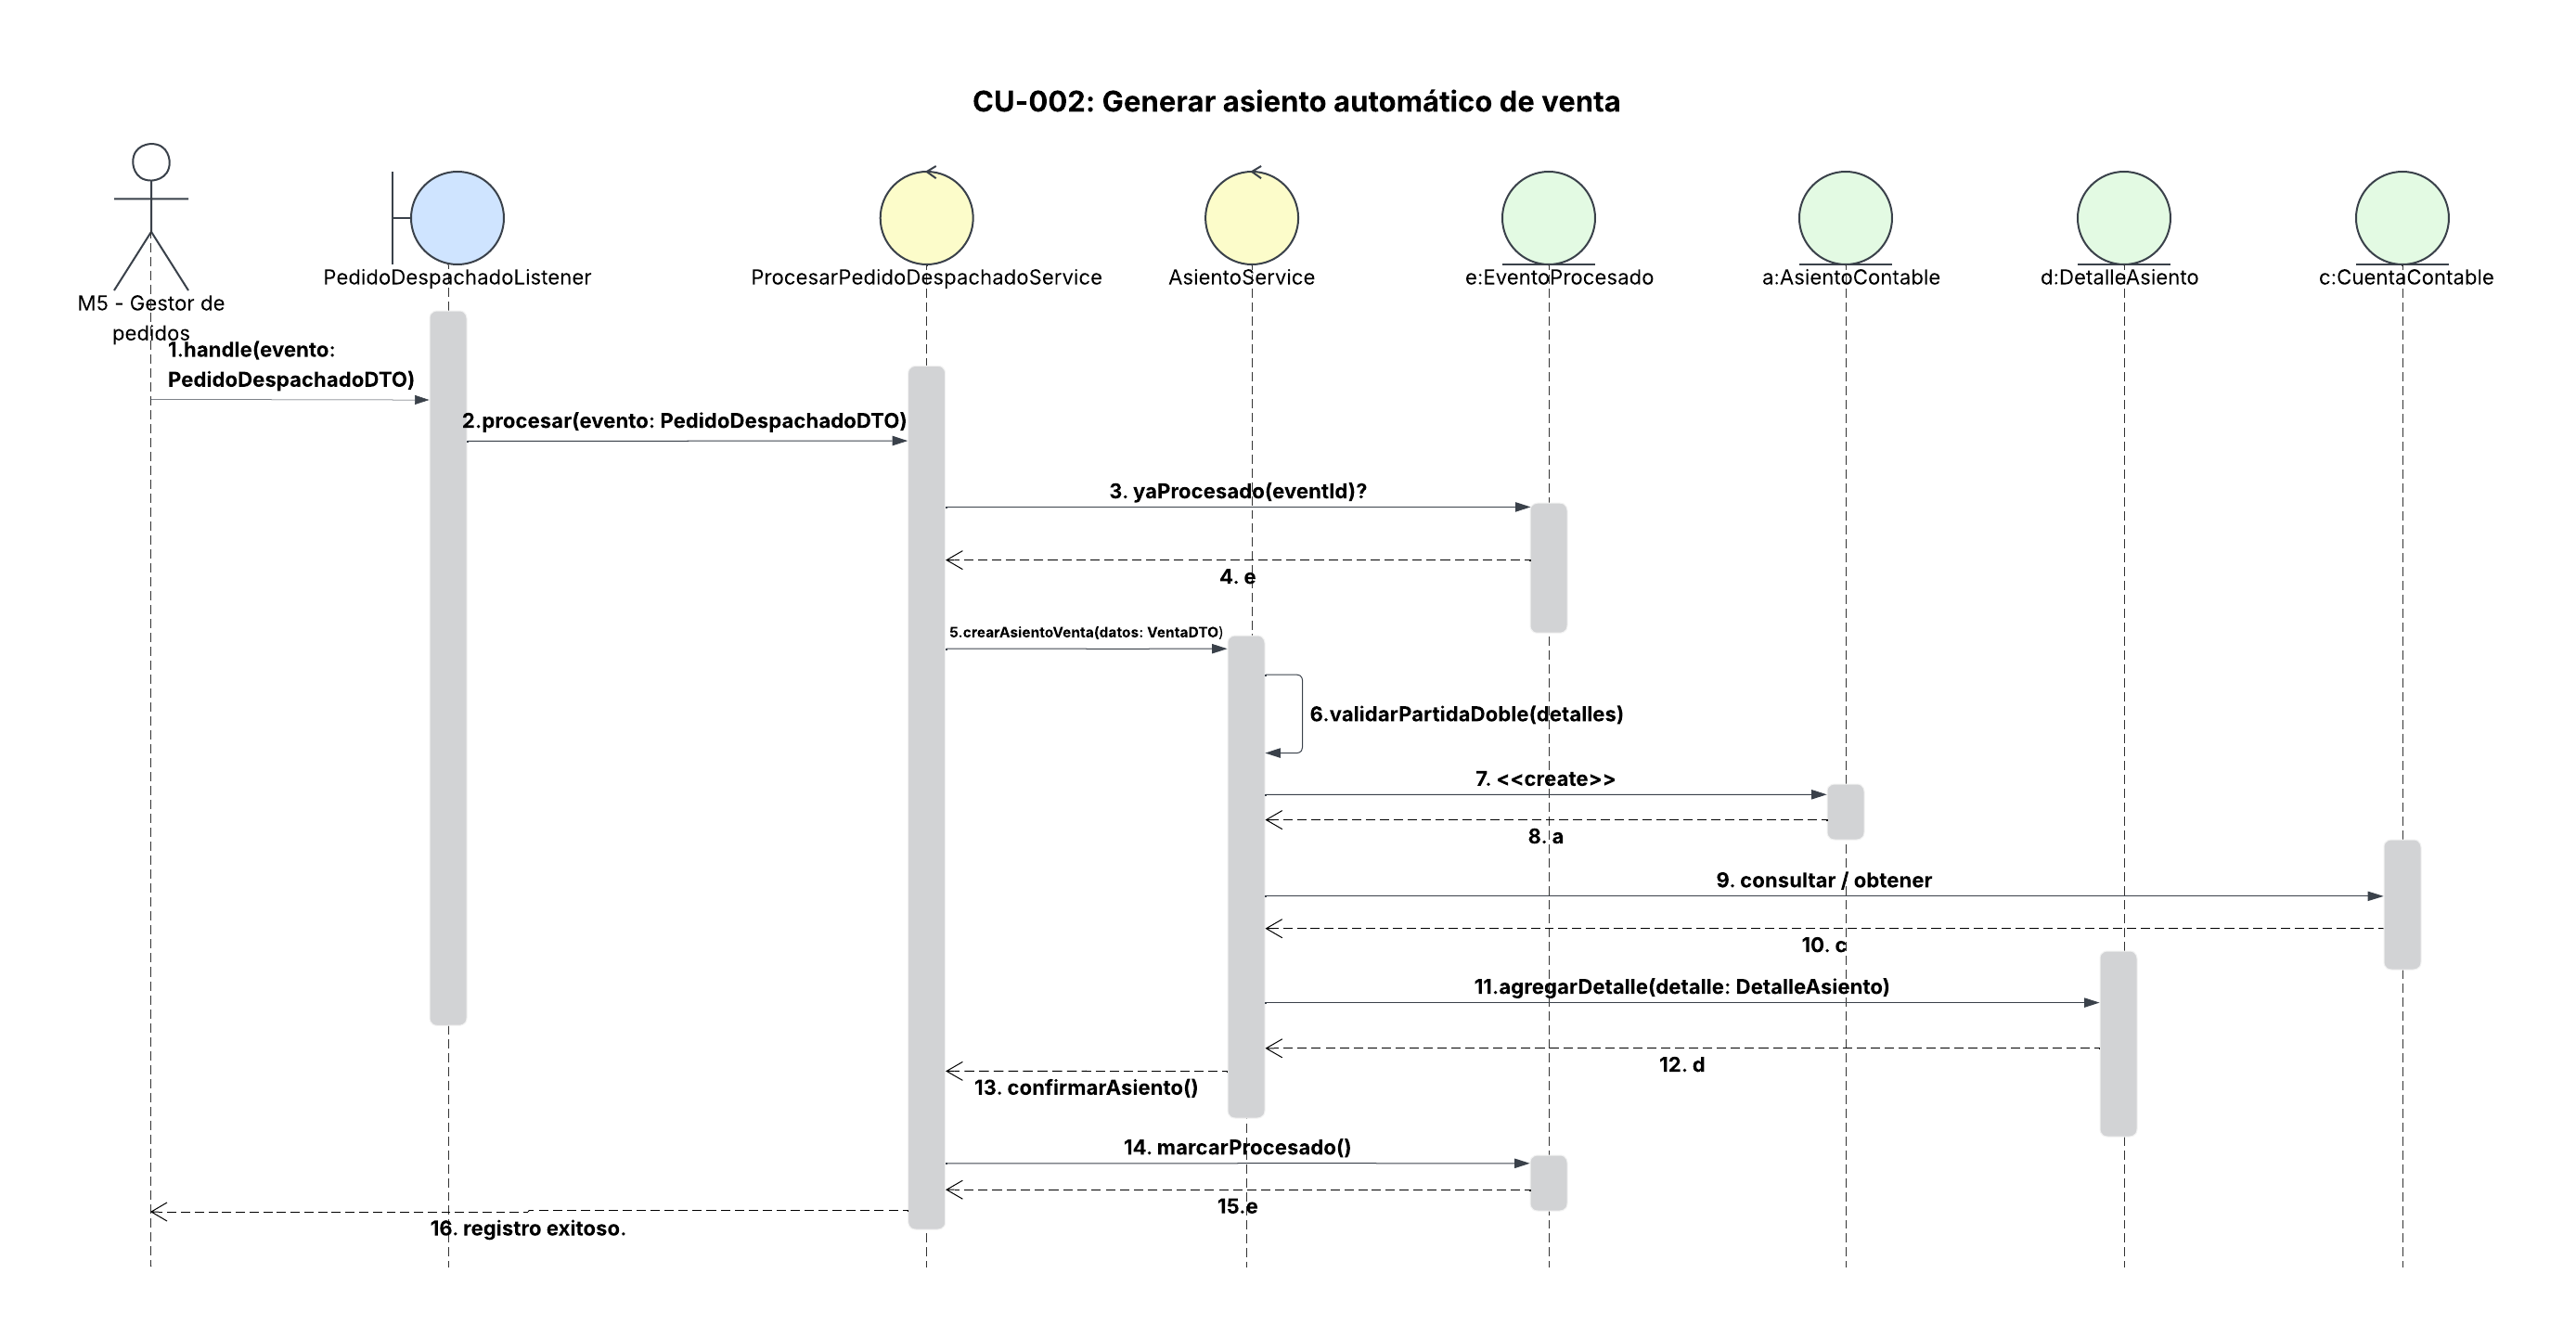 CU-002: Generar asiento automático de venta
M5 - Gestor de
pedidos
PedidoDespachadoListener
ProcesarPedidoDespachadoService
AsientoService
e:EventoProcesado
a:AsientoContable
d:DetalleAsiento
c:CuentaContable
1.handle(evento:
PedidoDespachadoDTO)
2.procesar(evento: PedidoDespachadoDTO)
3. yaProcesado(eventId)?
4. e
5.crearAsientoVenta(datos: VentaDTO)
6.validarPartidaDoble(detalles)
7. <<create>>
8. a
9. consultar / obtener
10. c
11.agregarDetalle(detalle: DetalleAsiento)
12. d
13. confirmarAsiento()
14. marcarProcesado()
15.e
16. registro exitoso.